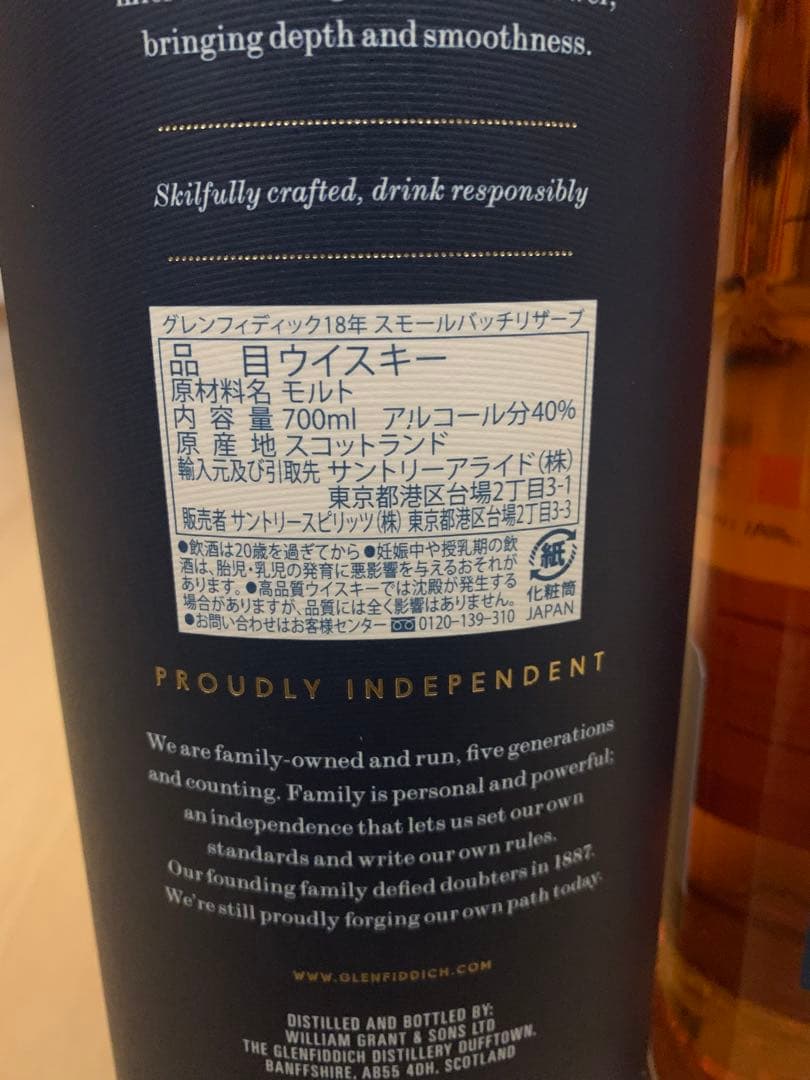 bringing depth and smoothness.
Skilfully crafted, drink responsibly
グレンフィディック18年 スモールバッチリザーブ
品 目 ウイスキー
原材料名 モルト
内容量 700ml アルコール分40%
原産地 スコットランド
輸入元及び引取先 サントリーアライド(株)
東京都港区台場2丁目3-1
販売者 サントリースピリッツ(株) 東京都港区台場2丁目3-3
●飲酒は20歳を過ぎてから ●妊娠中や授乳期の飲
酒は、胎児・乳児の発育に悪影響を与えるおそれが
あります。●高品質ウイスキーでは沈殿が発生する
場合がありますが、品質には全く影響はありません。
●お問い合わせはお客様センター 0120-139-310
紙
化粧筒
JAPAN
PROUDLY INDEPENDENT
We are family-owned and run, five generations
and counting. Family is personal and powerful;
an independence that lets us set our own
standards and write our own rules.
Our founding family defied doubters in 1887.
We're still proudly forging our own path today.
WWW.GLENFIDDICH.COM
DISTILLED AND BOTTLED BY:
WILLIAM GRANT & SONS LTD
THE GLENFIDDICH DISTILLERY DUFFTOWN,
BANFFSHIRE, AB55 4DH, SCOTLAND